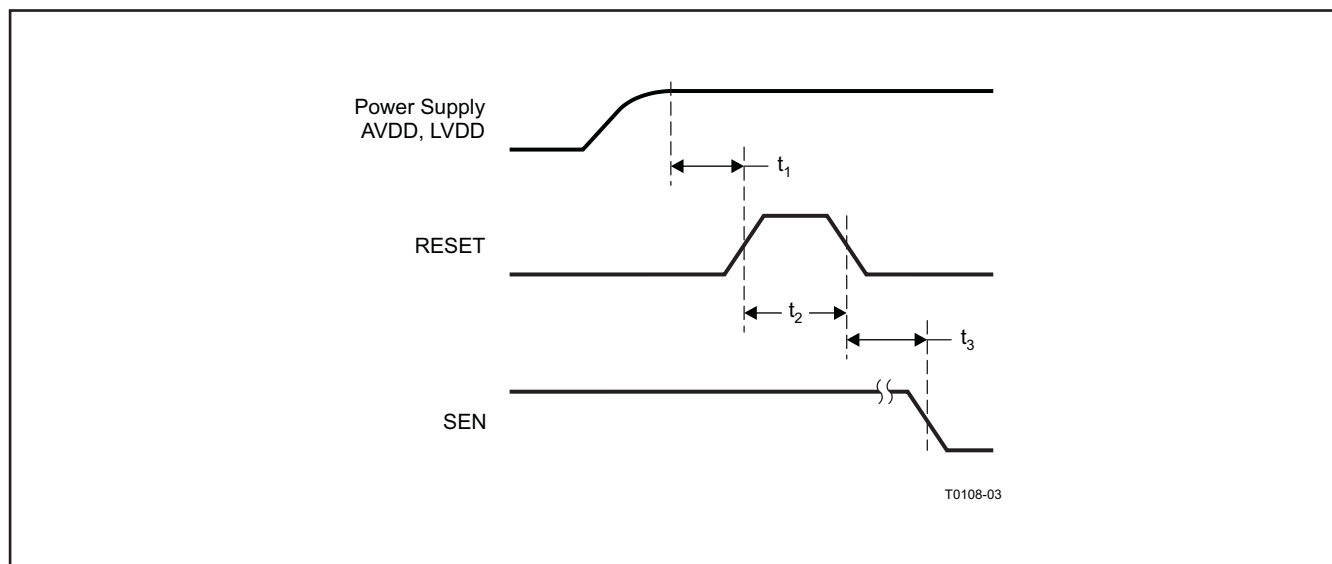 Power Supply
AVDD, LVDD
t1
RESET
t2
t3
SEN
T0108-03